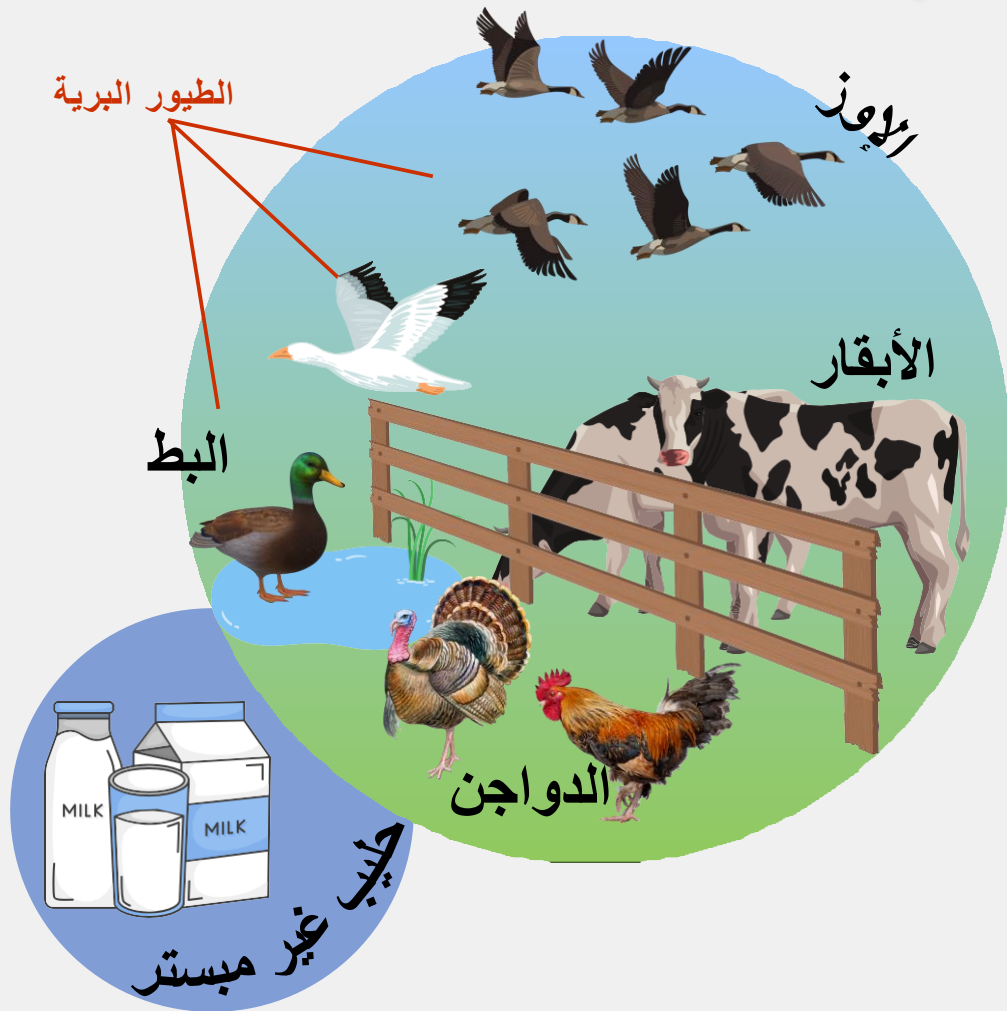 الطيور البرية
الإوز
الأبقار
البط
الدواجن
MILK
MILK
حليب غير مبستر